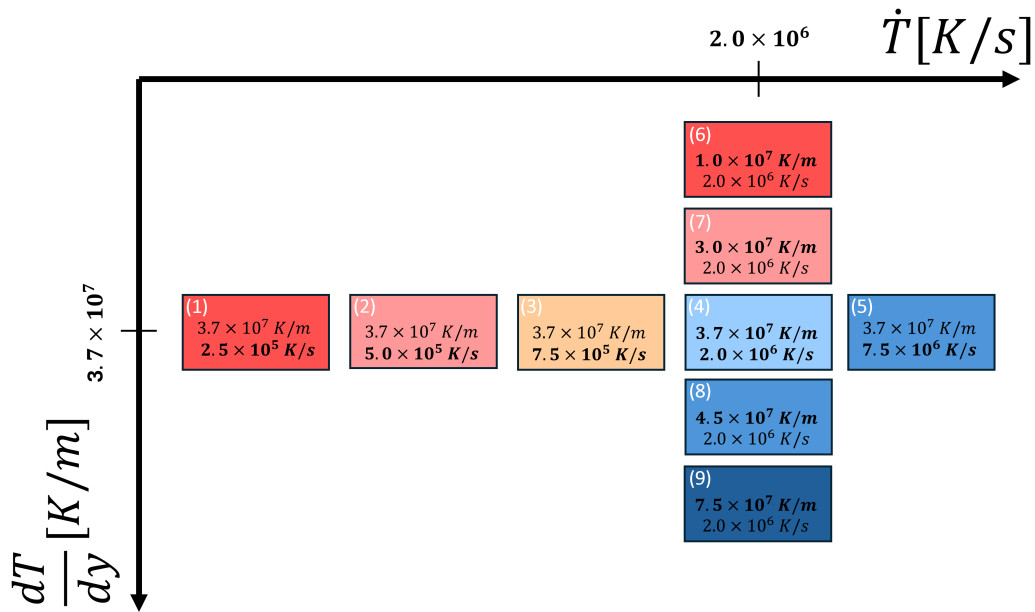 2.0 × 10⁶
Ṫ[K/s]
(6)
1.0 × 10⁷ K/m
2.0 × 10⁶ K/s
(7)
3.0 × 10⁷ K/m
2.0 × 10⁶ K/s
3.7 × 10⁷
(1)
3.7 × 10⁷ K/m
2.5 × 10⁵ K/s
(2)
3.7 × 10⁷ K/m
5.0 × 10⁵ K/s
(3)
3.7 × 10⁷ K/m
7.5 × 10⁵ K/s
(4)
3.7 × 10⁷ K/m
2.0 × 10⁶ K/s
(5)
3.7 × 10⁷ K/m
7.5 × 10⁶ K/s
(8)
4.5 × 10⁷ K/m
2.0 × 10⁶ K/s
(9)
7.5 × 10⁷ K/m
2.0 × 10⁶ K/s
dT/dy [K/m]